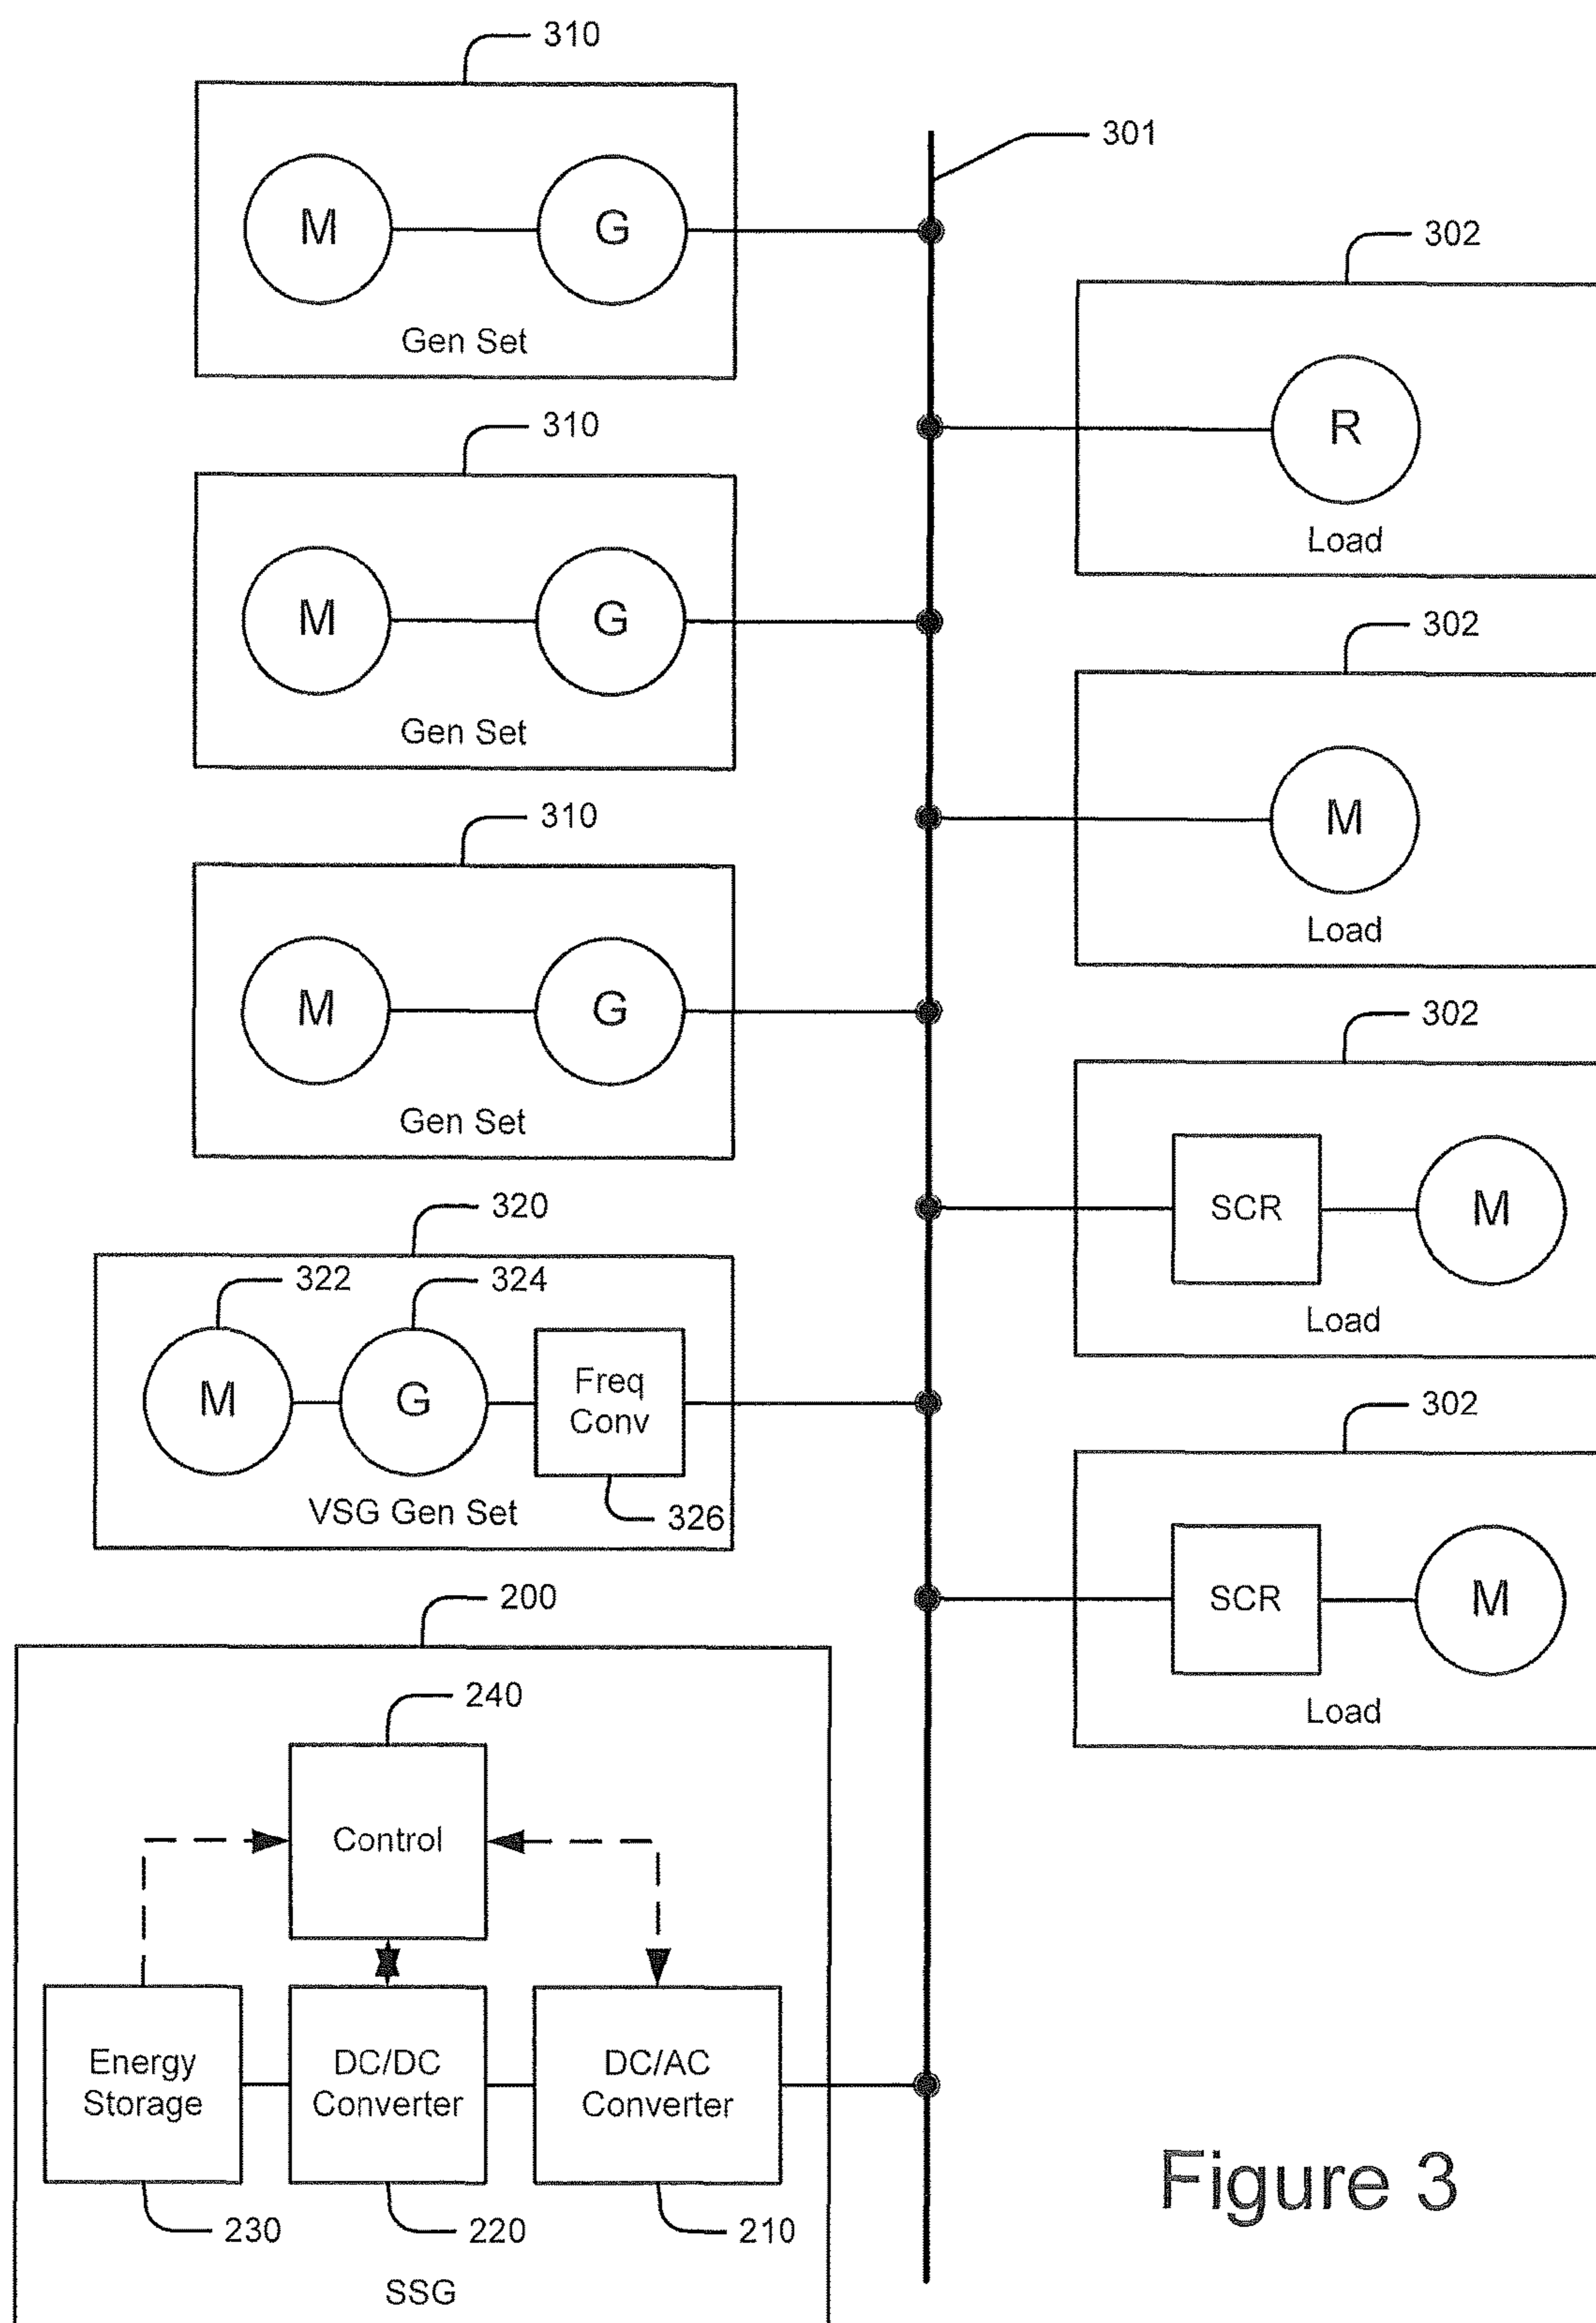 310
M
G
Gen Set
301
302
R
Load
310
M
G
Gen Set
302
M
Load
310
M
G
Gen Set
302
SCR
M
Load
320
322
324
M
G
Freq
Conv
VSG Gen Set
326
302
SCR
M
Load
200
240
Control
Energy
Storage
DC/DC
Converter
DC/AC
Converter
230
220
210
SSG
Figure 3